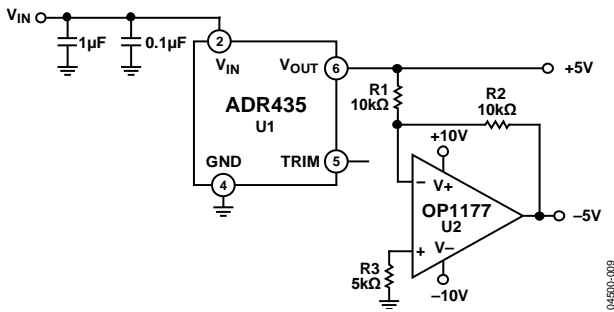 VIN
1µF
0.1µF
2
VIN
VOUT
6
+5V
ADR435
U1
R1
10kΩ
R2
10kΩ
+10V
GND
TRIM
5
4
– V+
OP1177
U2
–5V
+ V–
R3
5kΩ
–10V
04500-009